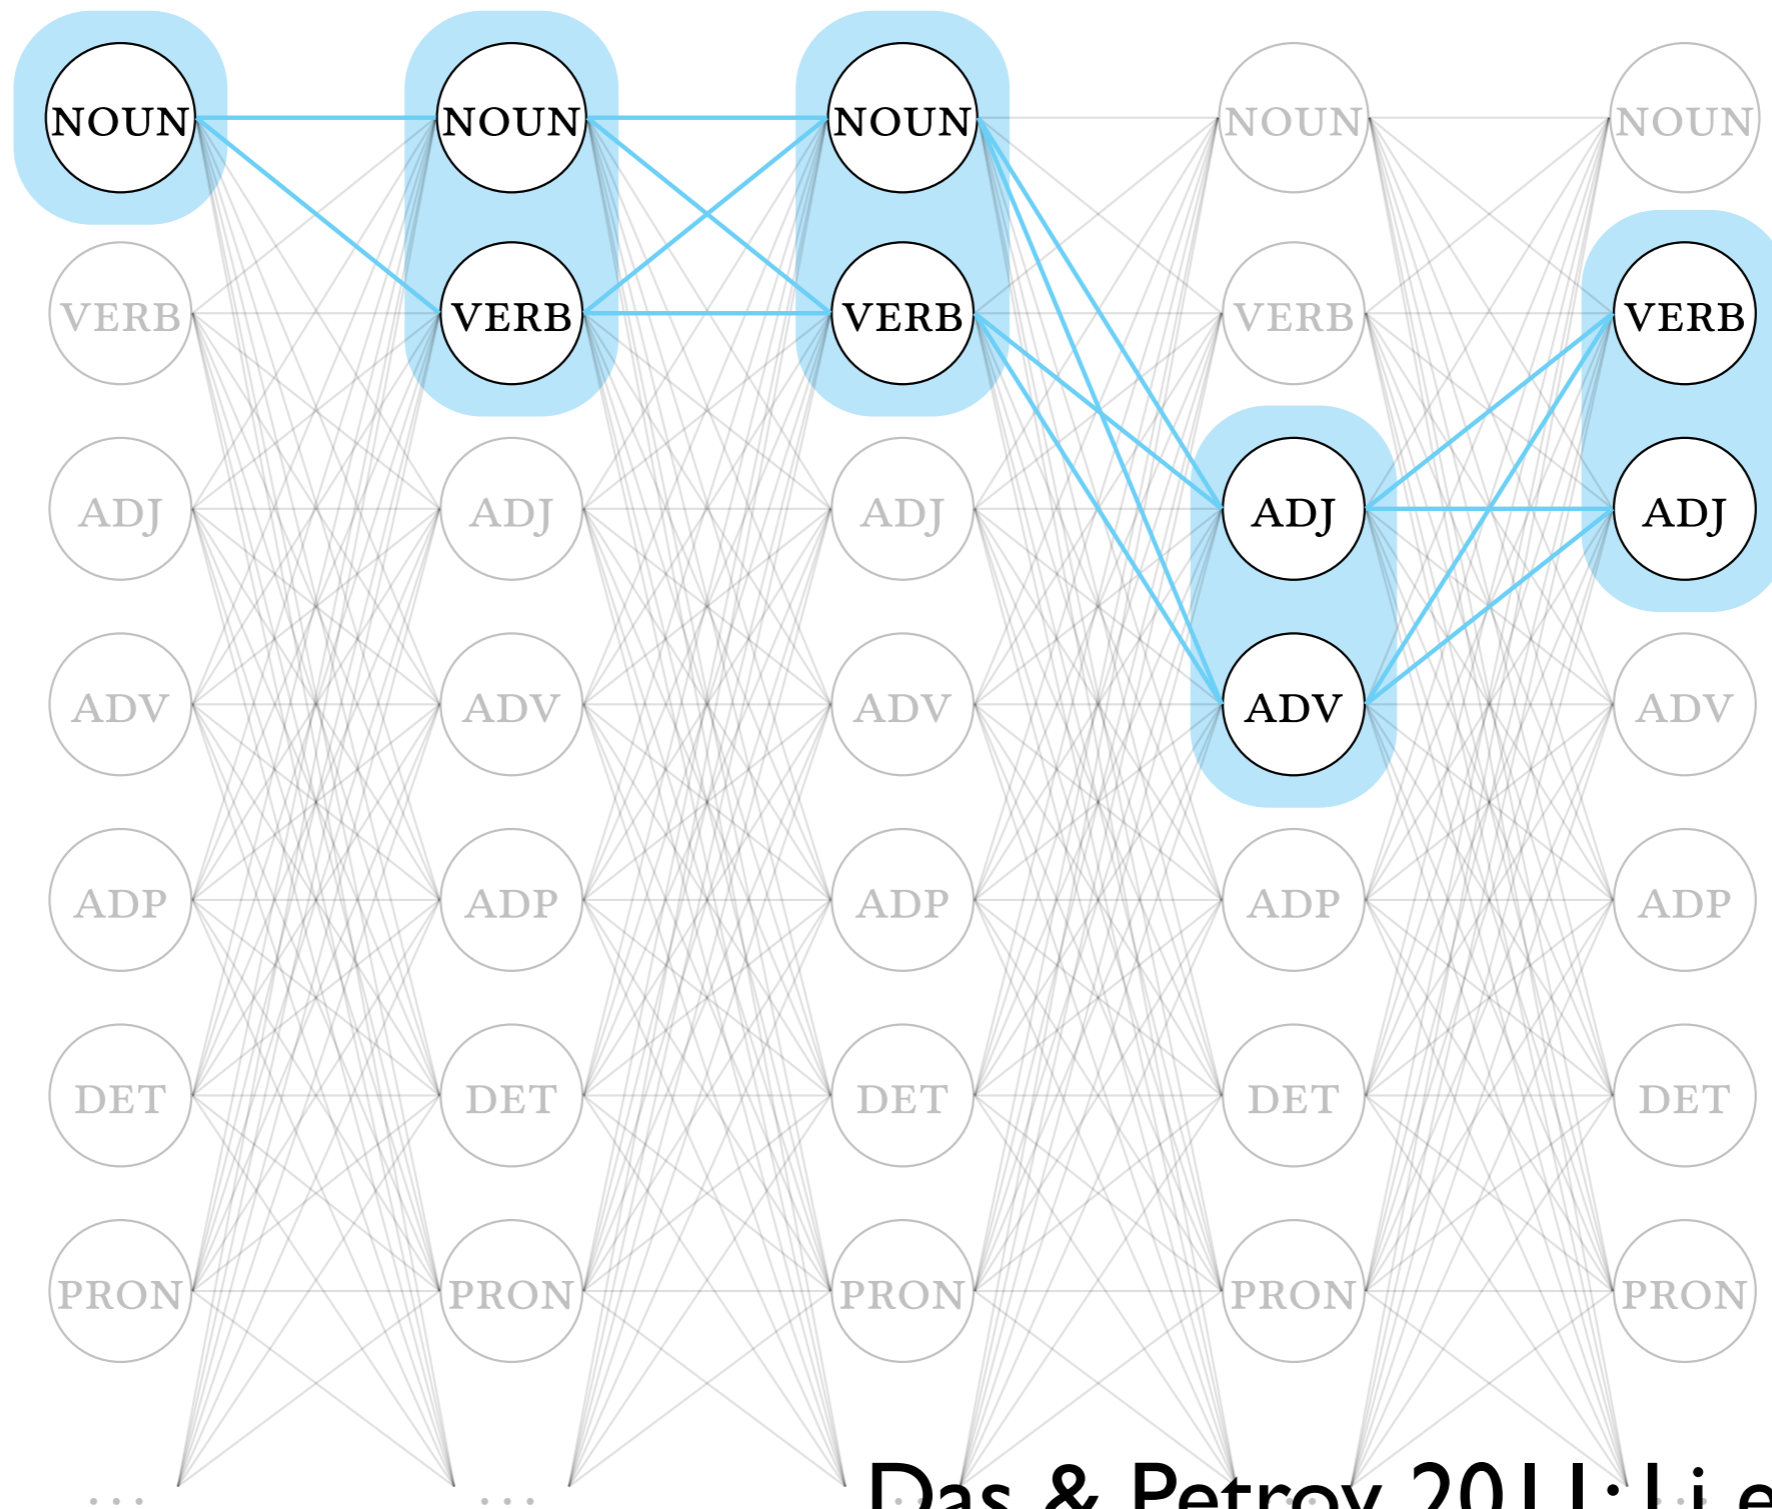 NOUN NOUN NOUN NOUN NOUN
VERB VERB VERB VERB VERB
ADJ ADJ ADJ ADJ ADJ
ADV ADV ADV ADV ADV
ADP ADP ADP ADP ADP
DET DET DET DET DET
PRON PRON PRON PRON PRON
... ... ... ... ...
Das & Petrov 2011; Li e